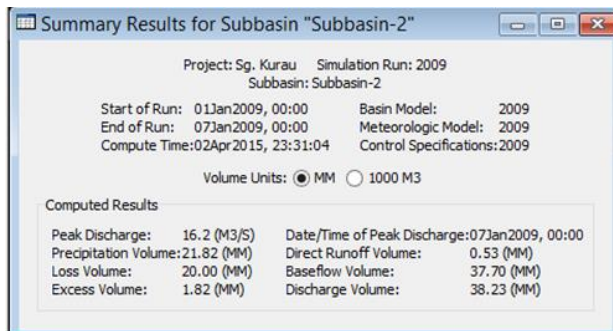 Summary Results for Subbasin "Subbasin-2"
Project: Sg. Kurau Simulation Run: 2009
Subbasin: Subbasin-2
Start of Run: 01Jan2009, 00:00 Basin Model: 2009
End of Run: 07Jan2009, 00:00 Meteorologic Model: 2009
Compute Time:02Apr2015, 23:31:04 Control Specifications:2009
Volume Units: MM 1000 M3
Computed Results
Peak Discharge: 16.2 (M3/S) Date/Time of Peak Discharge:07Jan2009, 00:00
Precipitation Volume:21.82 (MM) Direct Runoff Volume: 0.53 (MM)
Loss Volume: 20.00 (MM) Baseflow Volume: 37.70 (MM)
Excess Volume: 1.82 (MM) Discharge Volume: 38.23 (MM)